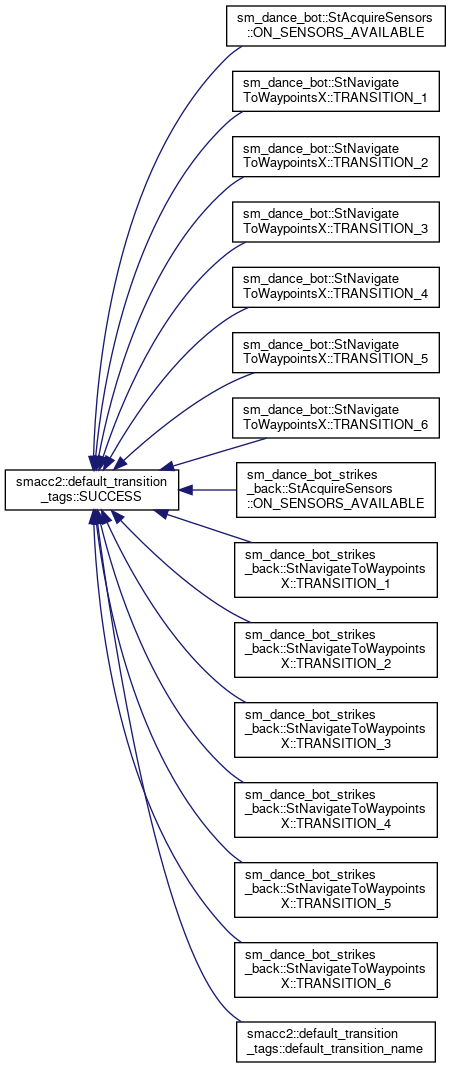 sm_dance_bot::StAcquireSensors
::ON_SENSORS_AVAILABLE
sm_dance_bot::StNavigate
ToWaypointsX::TRANSITION_1
sm_dance_bot::StNavigate
ToWaypointsX::TRANSITION_2
sm_dance_bot::StNavigate
ToWaypointsX::TRANSITION_3
sm_dance_bot::StNavigate
ToWaypointsX::TRANSITION_4
sm_dance_bot::StNavigate
ToWaypointsX::TRANSITION_5
sm_dance_bot::StNavigate
ToWaypointsX::TRANSITION_6
smacc2::default_transition
_tags::SUCCESS
sm_dance_bot_strikes
_back::StAcquireSensors
::ON_SENSORS_AVAILABLE
sm_dance_bot_strikes
_back::StNavigateToWaypoints
X::TRANSITION_1
sm_dance_bot_strikes
_back::StNavigateToWaypoints
X::TRANSITION_2
sm_dance_bot_strikes
_back::StNavigateToWaypoints
X::TRANSITION_3
sm_dance_bot_strikes
_back::StNavigateToWaypoints
X::TRANSITION_4
sm_dance_bot_strikes
_back::StNavigateToWaypoints
X::TRANSITION_5
sm_dance_bot_strikes
_back::StNavigateToWaypoints
X::TRANSITION_6
smacc2::default_transition
_tags::default_transition_name